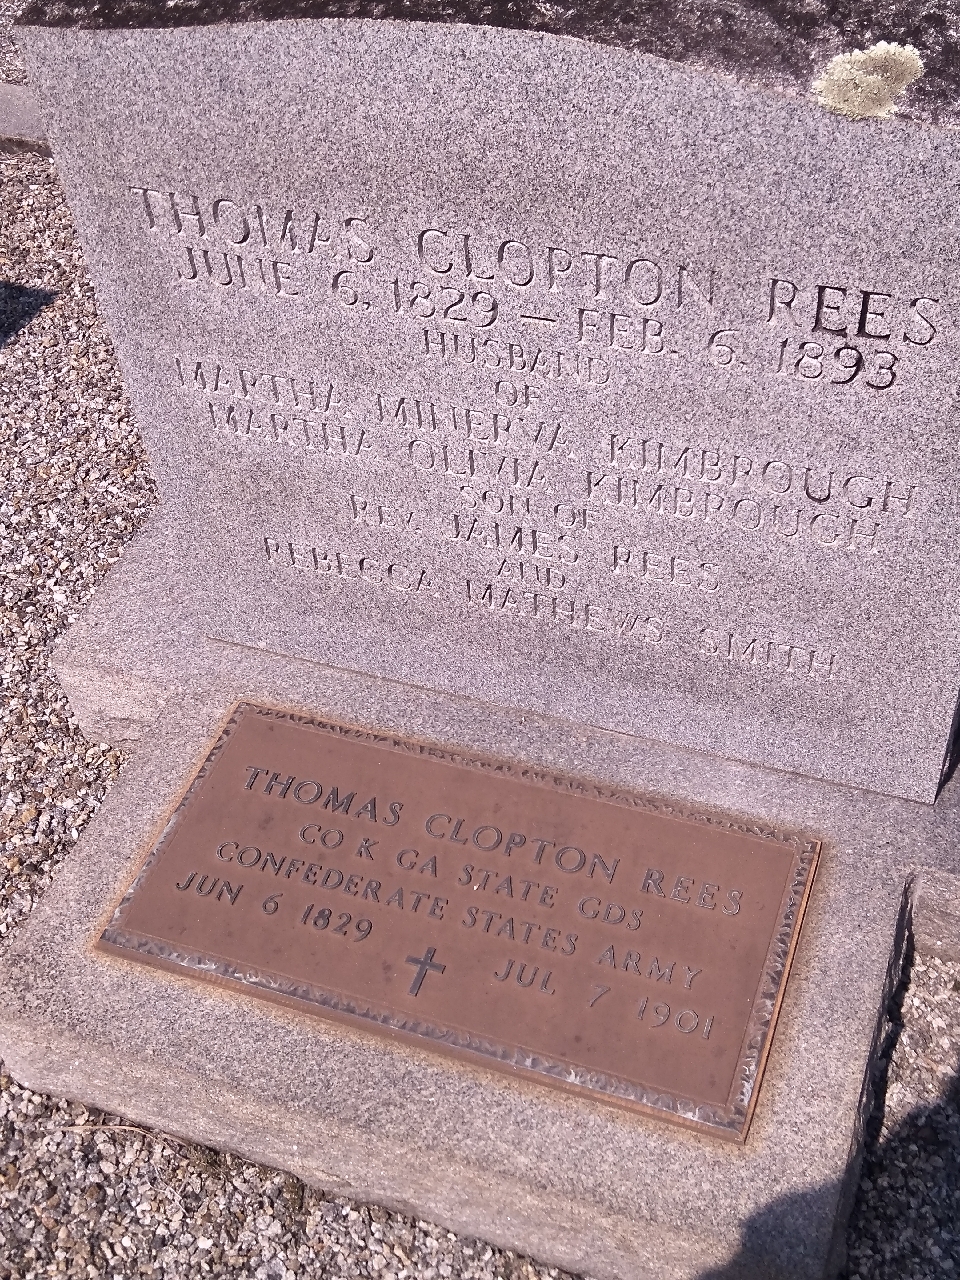 THOMAS CLOPTON REES
JUNE 6, 1829 — FEB. 6, 1893
HUSBAND
OF
MARTHA MINERVA KIMBROUGH
MARTHA OLIVIA KIMBROUGH
SON OF
REV. JAMES REES
AND
REBECCA MATHEWS SMITH
THOMAS CLOPTON REES
CO K GA STATE GDS
CONFEDERATE STATES ARMY
JUN 6 1829 JUL 7 1901